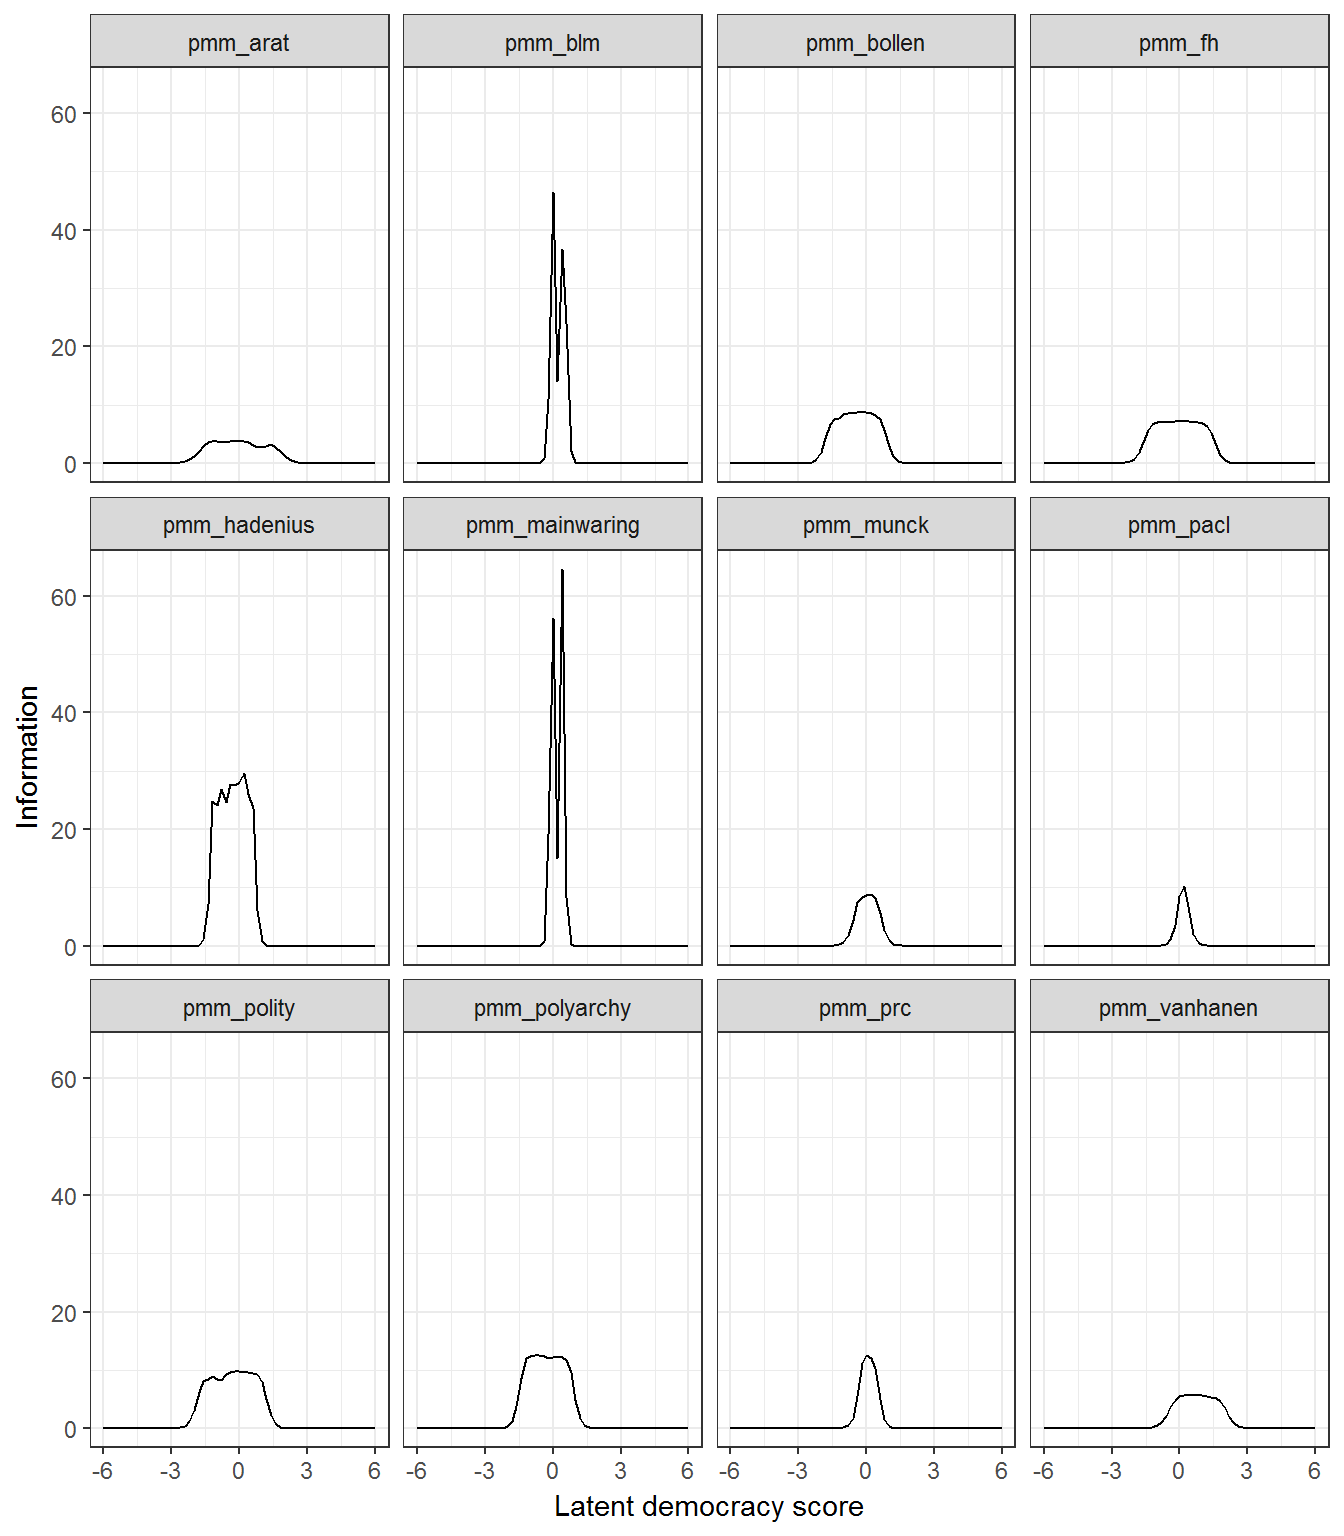 pmm_arat pmm_blm pmm_bollen pmm_fh
60
40
20
0
pmm_hadenius pmm_mainwaring pmm_munck pmm_pacl
60
40
20
0
Information
pmm_polity pmm_polyarchy pmm_prc pmm_vanhanen
60
40
20
0
-6 -3 0 3 6 -6 -3 0 3 6 -6 -3 0 3 6 -6 -3 0 3 6
Latent democracy score